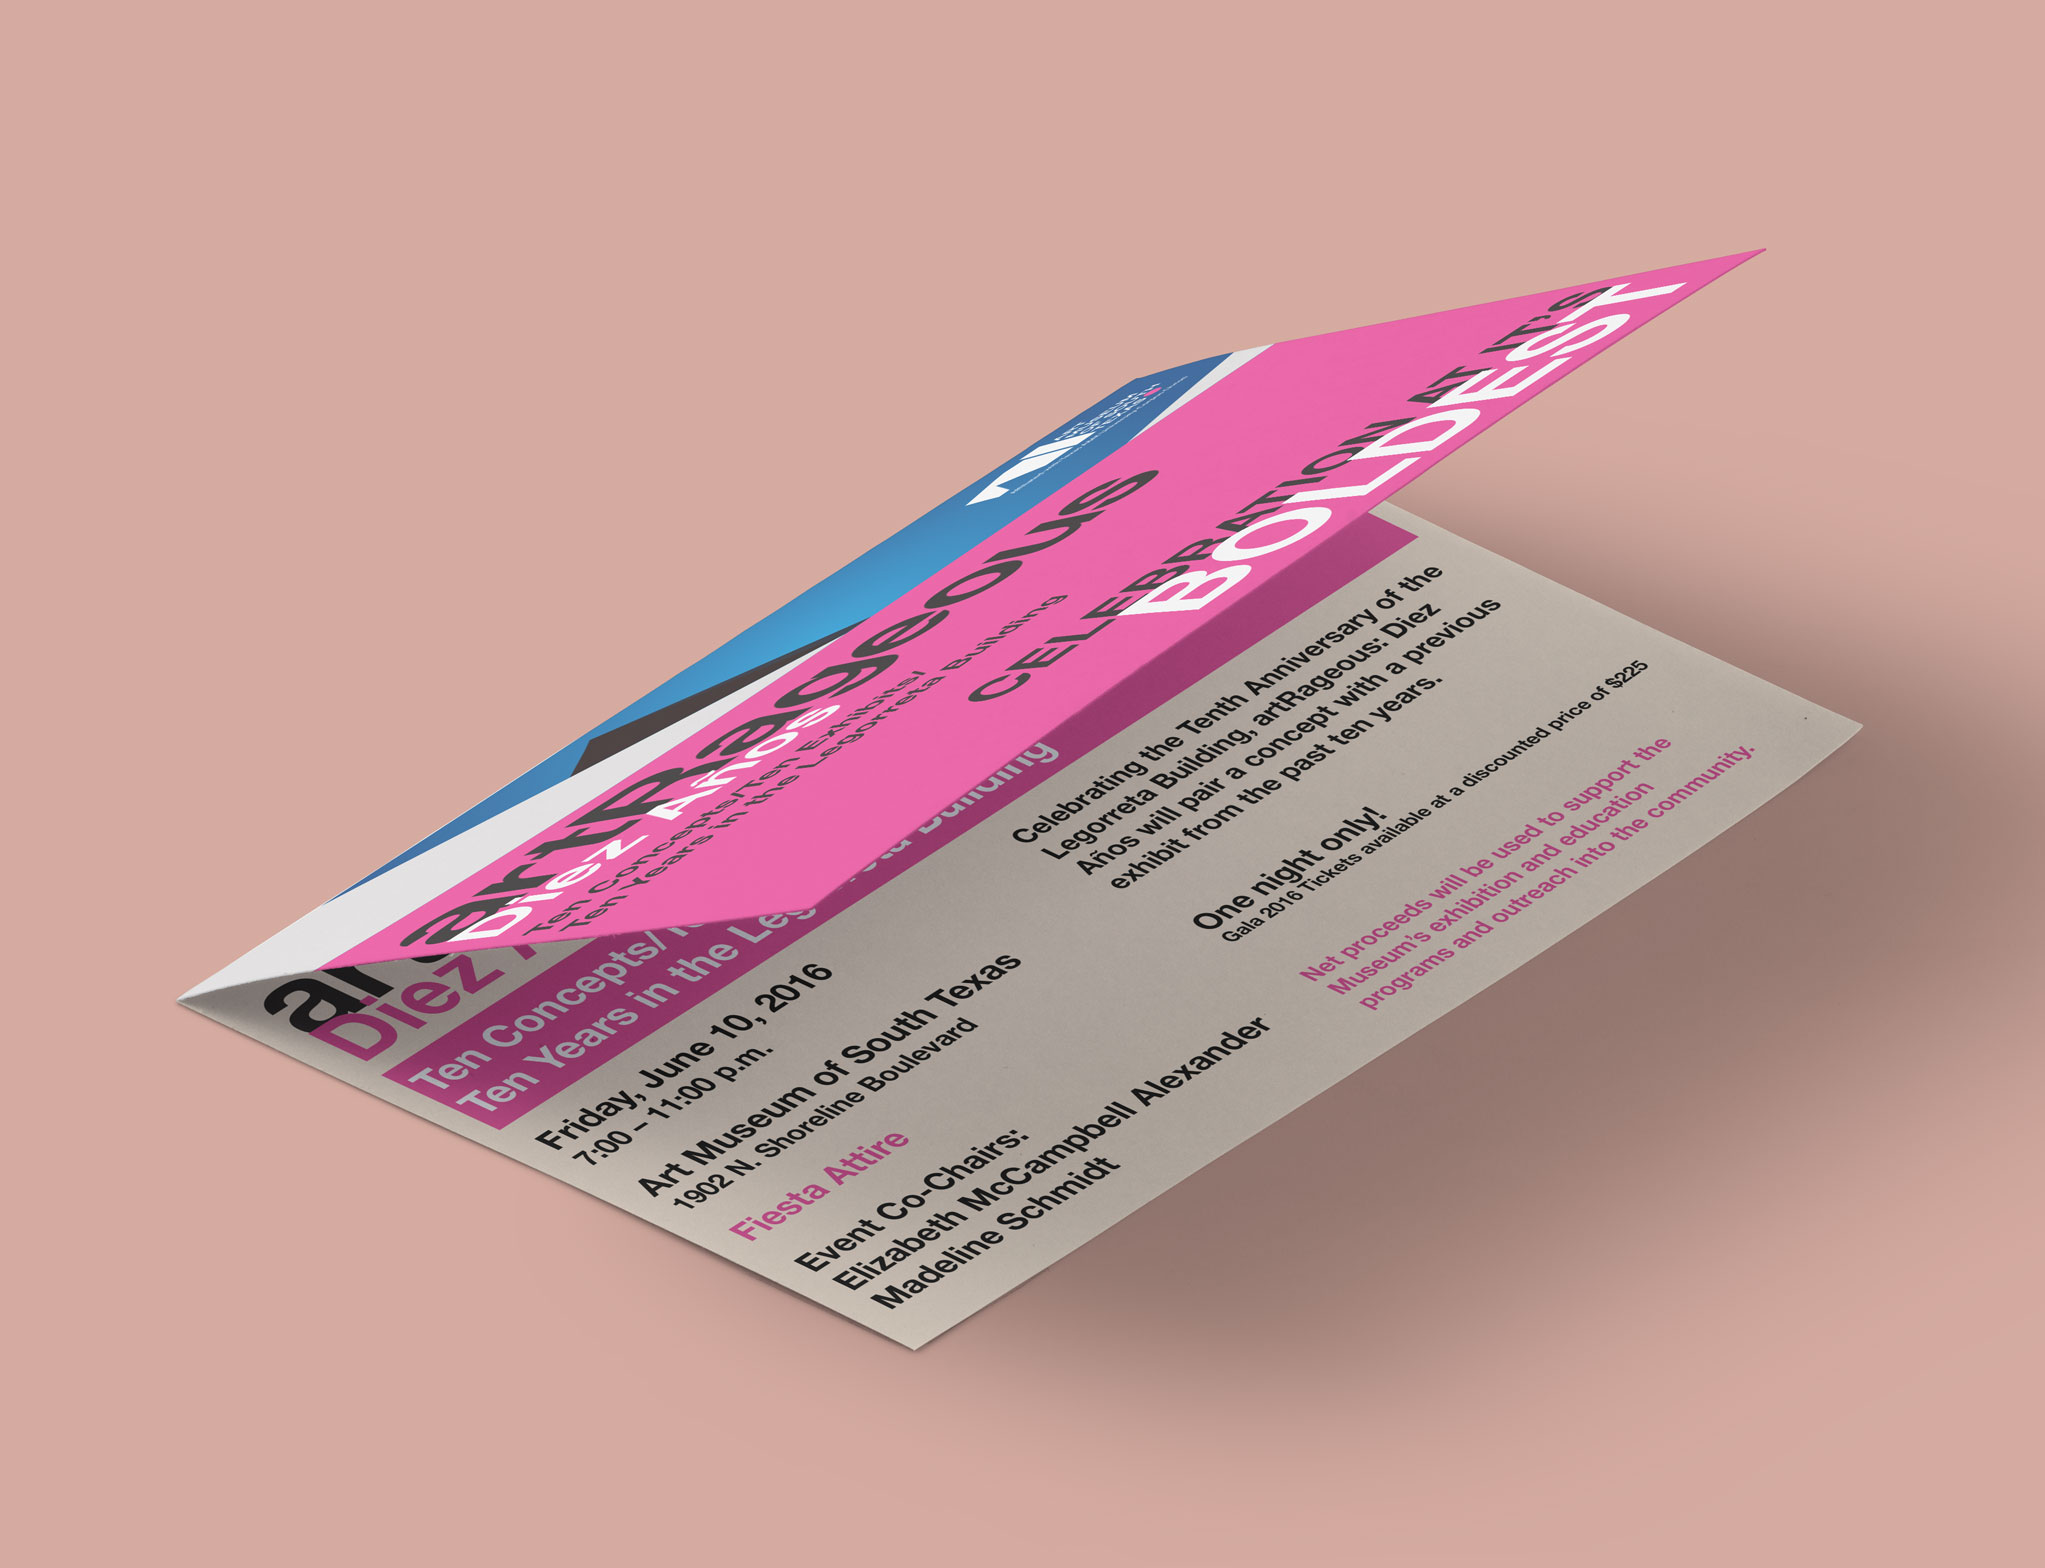 artRageous
Diez Años
Ten Concepts/Ten Exhibits/
Ten Years in the Legorreta Building
CELEBRATION AT IT'S
BOLDEST
Diez
Ten Concepts/
Ten Years in the Building
Friday, June 10, 2016
7:00 – 11:00 p.m.
Art Museum of South Texas
1902 N. Shoreline Boulevard
Fiesta Attire
Event Co-Chairs:
Elizabeth McCampbell Alexander
Madeline Schmidt
Celebrating the Tenth Anniversary of the
Legorreta Building, artRageous: Diez
Años will pair a concept with a previous
exhibit from the past ten years.
One night only!
Gala 2016 Tickets available at a discounted price of $225
Net proceeds will be used to support the
Museum's exhibition and education
programs and outreach into the community.